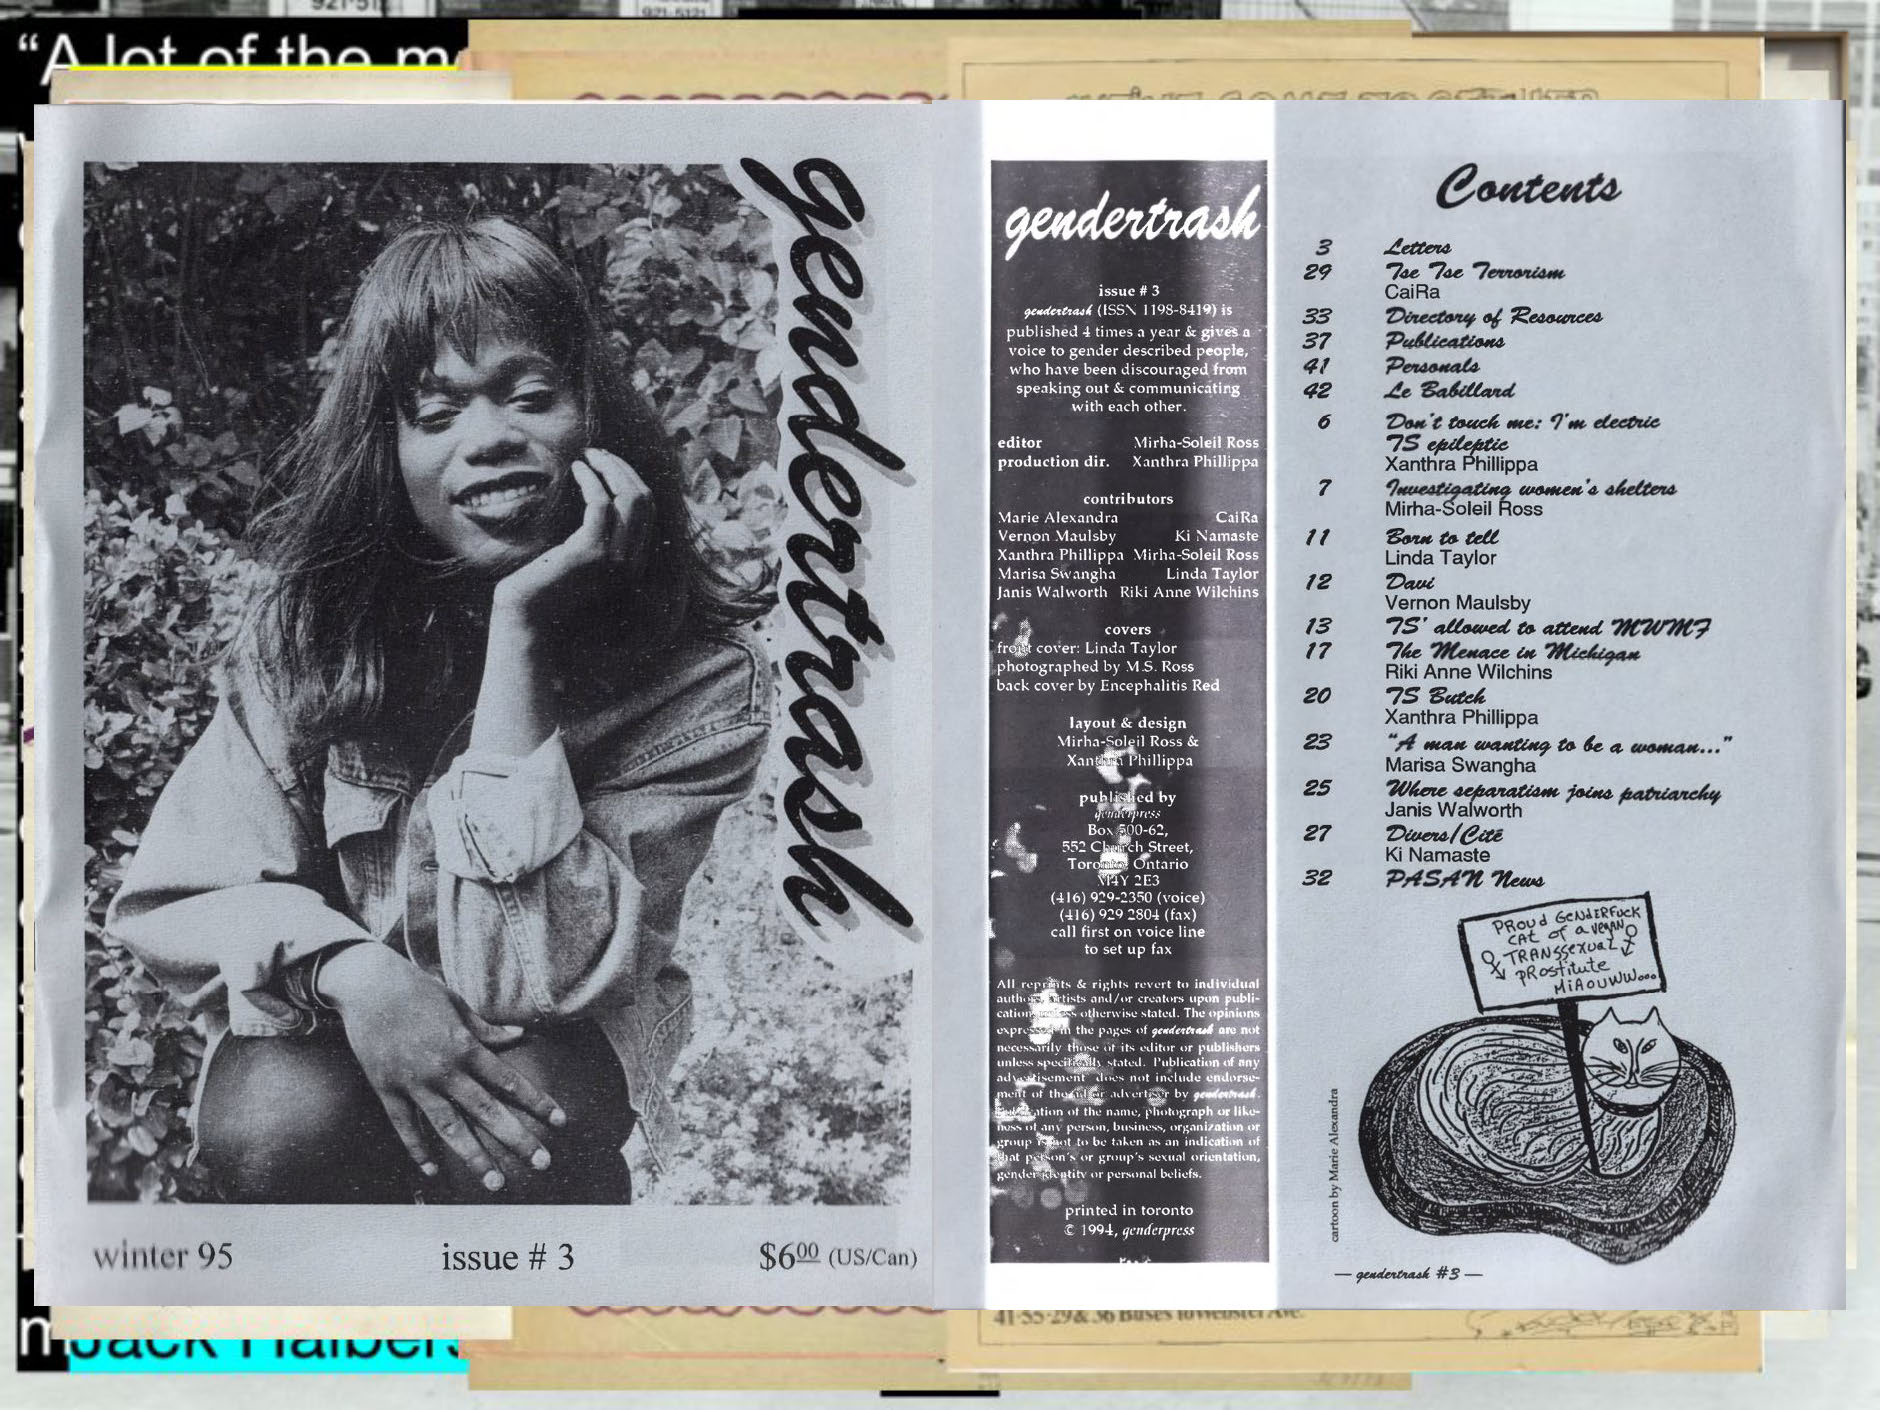 921-5121
“A lot of the
gendertrash
winter 95
issue # 3
$6⁰⁰ (US/Can)
gendertrash
issue # 3
gendertrash (ISSN 1198-8419) is
published 4 times a year & gives a
voice to gender described people,
who have been discouraged from
speaking out & communicating
with each other.
editor Mirha-Soleil Ross
production dir. Xanthra Phillippa
contributors
Marie Alexandra CaiRa
Vernon Maulsby Ki Namaste
Xanthra Phillippa Mirha-Soleil Ross
Marisa Swangha Linda Taylor
Janis Walworth Riki Anne Wilchins
covers
front cover: Linda Taylor
photographed by M.S. Ross
back cover by Encephalitis Red
layout & design
Mirha-Soleil Ross &
Xanthra Phillippa
published by
genderpress
Box 500-62,
552 Church Street,
Toronto, Ontario
M4Y 2E3
(416) 929-2350 (voice)
(416) 929 2804 (fax)
call first on voice line
to set up fax
All reprints & rights revert to individual
authors, artists and/or creators upon publi-
cation, unless otherwise stated. The opinions
expressed in the pages of gendertrash are not
necessarily those of its editor or publishers
unless specifically stated. Publication of any
advertisement does not include endorse-
ment of the ad or advertiser by gendertrash.
Publication of the name, photograph or like-
ness of any person, business, organization or
group is not to be taken as an indication of
that person's or group's sexual orientation,
gender identity or personal beliefs.
printed in toronto
© 1994, genderpress
Contents
3 Letters
29 Tse Tse Terrorism
CaiRa
33 Directory of Resources
37 Publications
41 Personals
42 Le Babillard
6 Don't touch me: I'm electric
TS epileptic
Xanthra Phillippa
7 Investigating women's shelters
Mirha-Soleil Ross
11 Born to tell
Linda Taylor
12 Davi
Vernon Maulsby
13 TS' allowed to attend MWMF
17 The Menace in Michigan
Riki Anne Wilchins
20 TS Butch
Xanthra Phillippa
23 “A man wanting to be a woman...”
Marisa Swangha
25 Where separatism joins patriarchy
Janis Walworth
27 Divers/Cité
Ki Namaste
32 PASAN News
PROUD GENDERFUCK
CAT OF A VEGAN
TRANSSEXUAL
PROSTITUTE
MIAOUWW...
cartoon by Marie Alexandra
— gendertrash #3 —
41-55-29 & 36 Buses to Webster Ave.
Jack